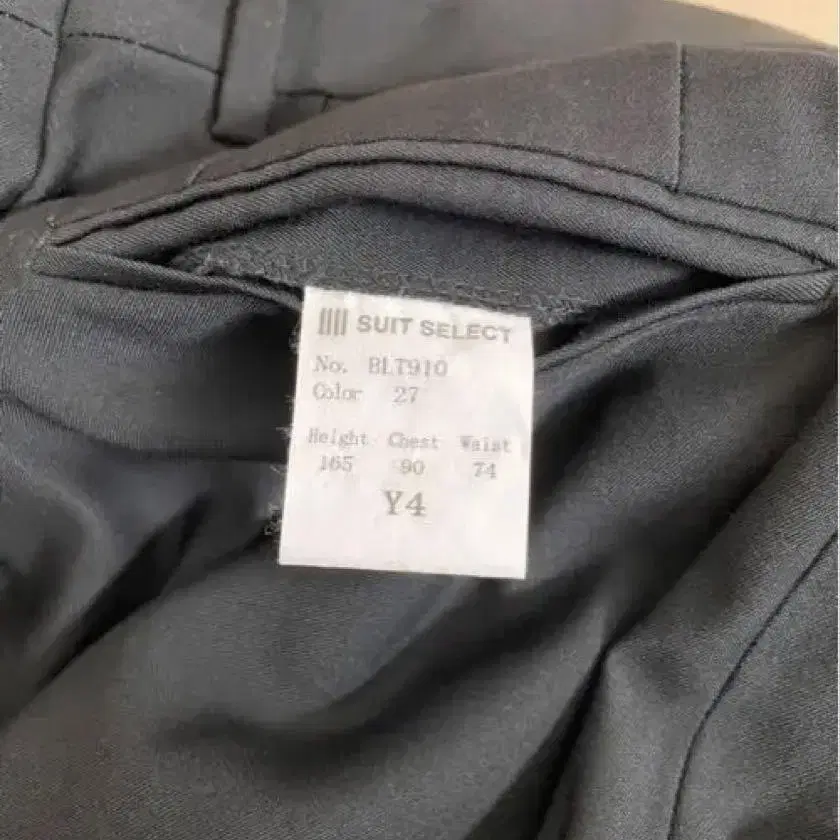 SUIT SELECT
No. BLT910
Color 27
Height Chest Waist
165 90 74
Y4